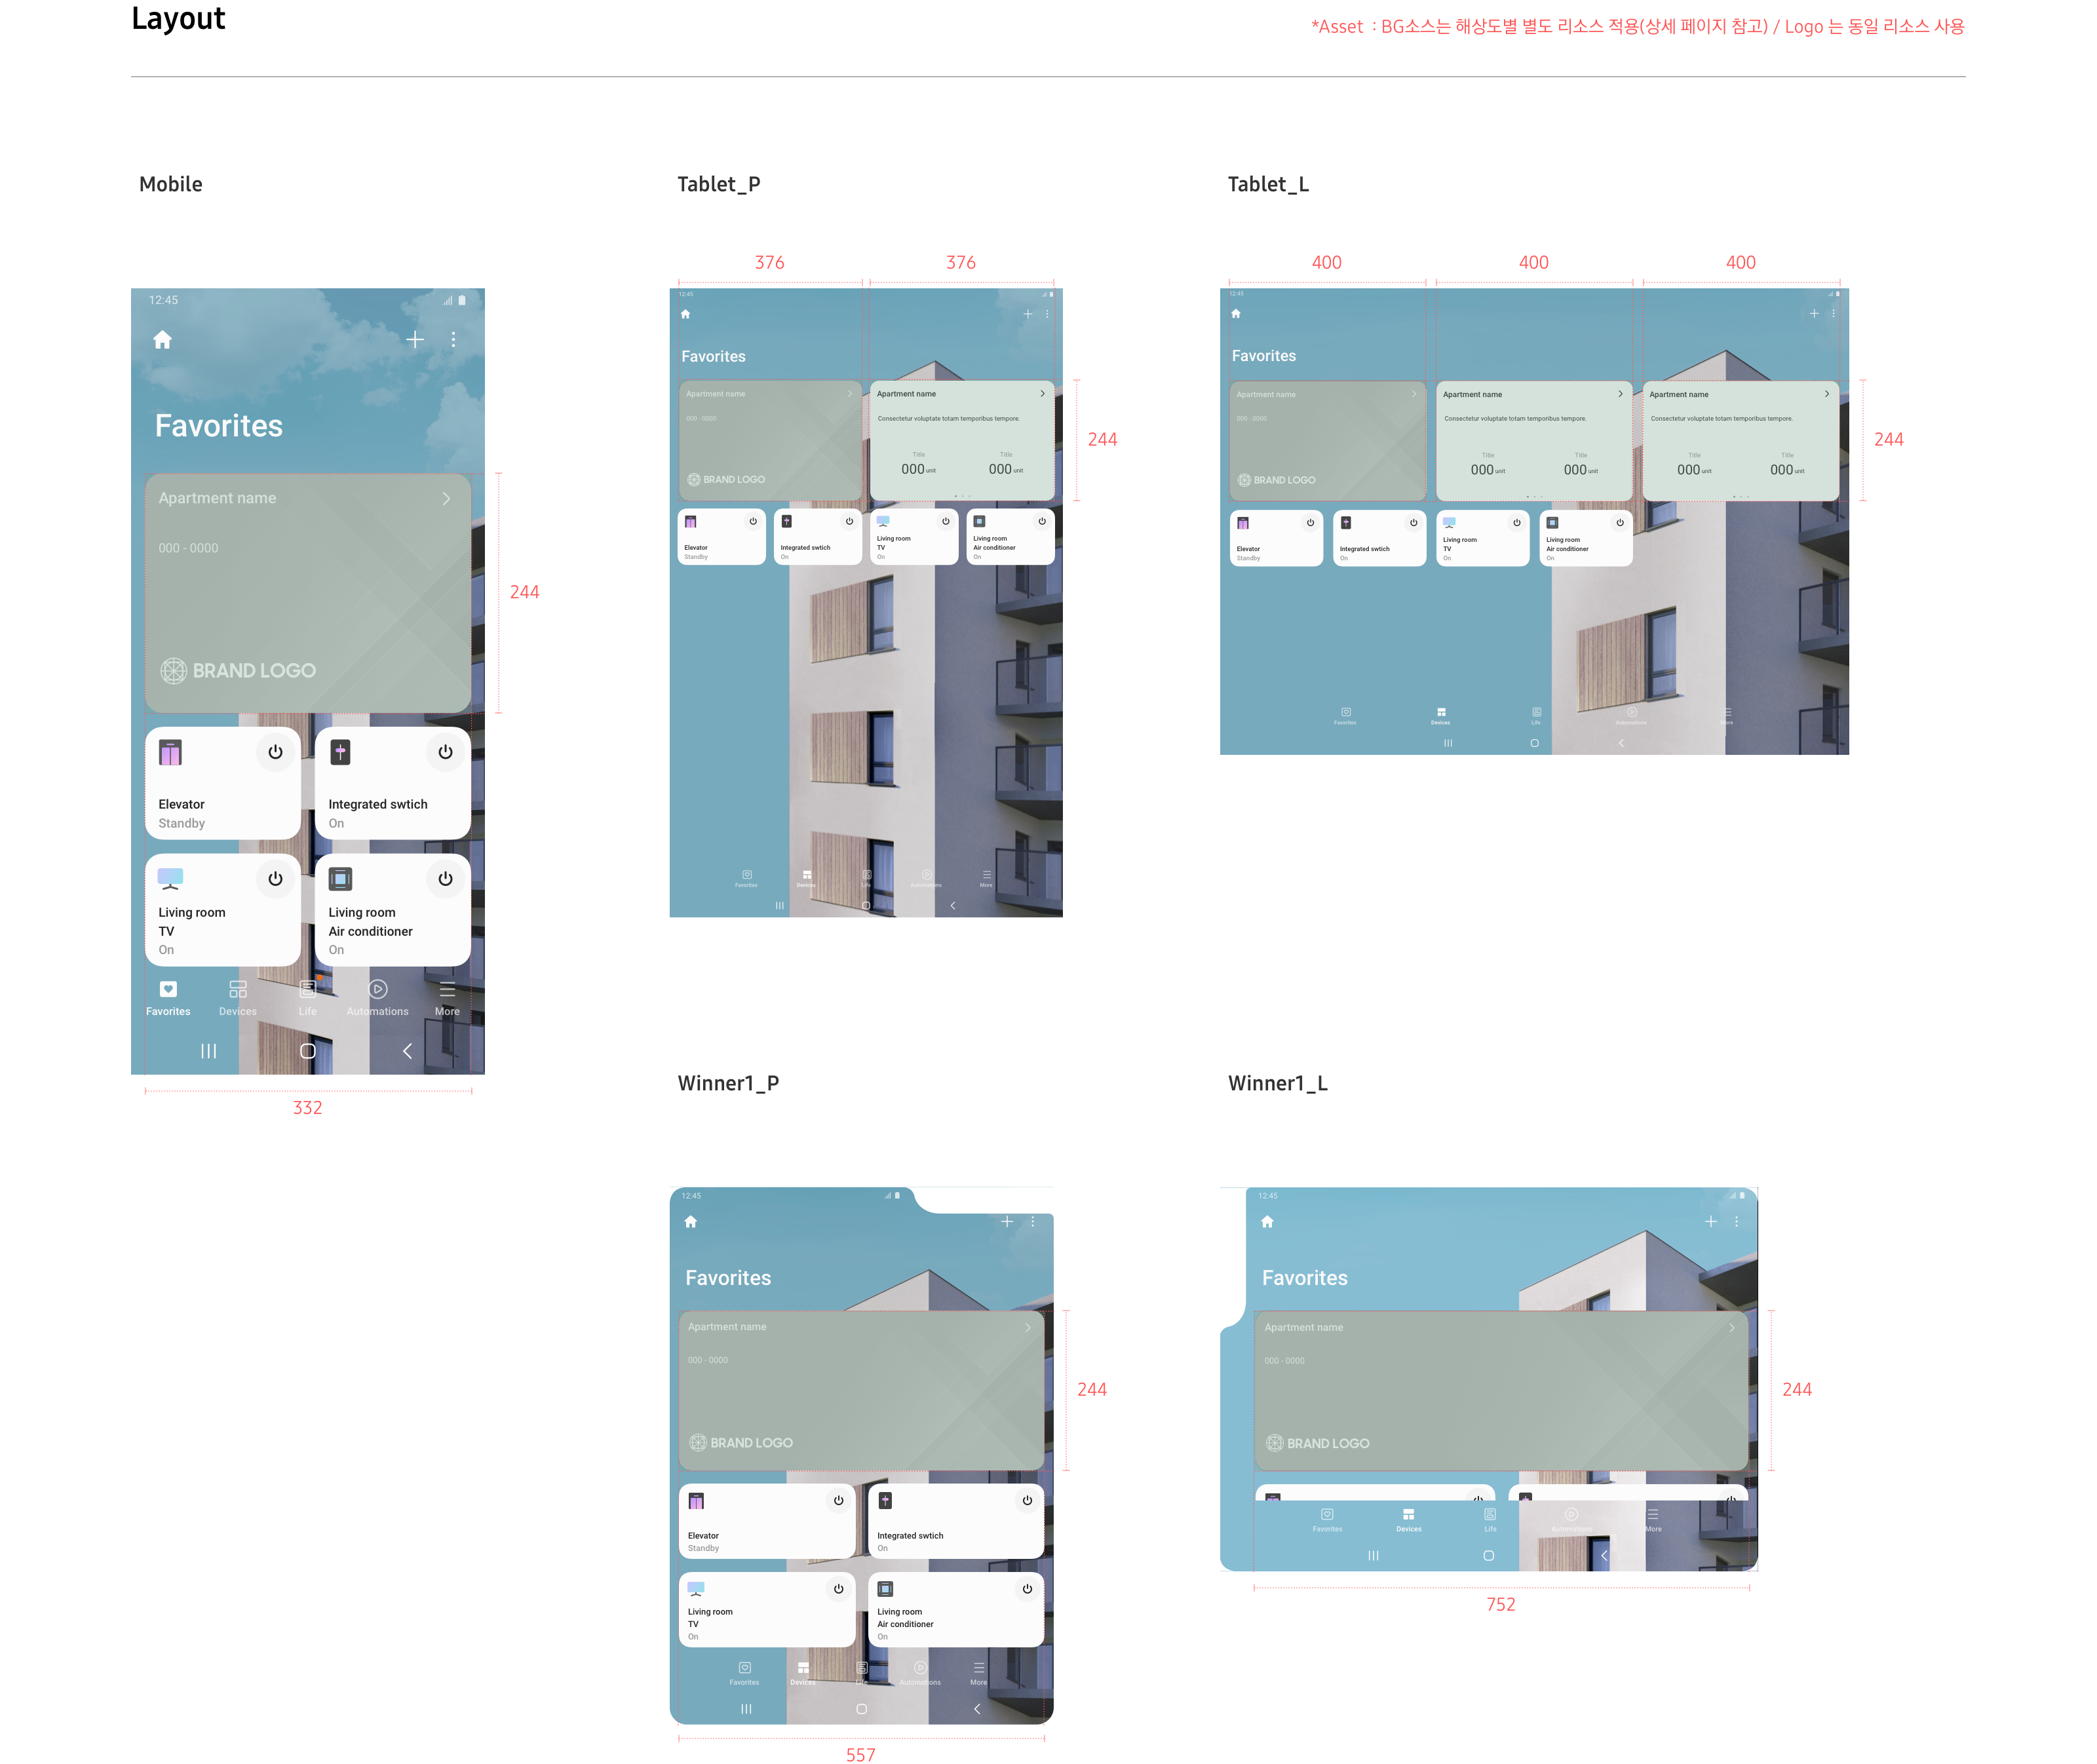 Layout
*Asset : BG소스는 해상도별 별도 리소스 적용(상세 페이지 참고) / Logo 는 동일 리소스 사용
Mobile
12:45
Favorites
Apartment name
000 - 0000
BRAND LOGO
Elevator
Standby
Integrated swtich
On
Living room
TV
On
Living room
Air conditioner
On
Favorites
Devices
Life
Automations
More
244
332
Tablet_P
376
376
12:45
Favorites
Apartment name
000 - 0000
BRAND LOGO
Apartment name
Consectetur voluptate totam temporibus tempore.
Title
000 unit
Title
000 unit
244
Elevator
Standby
Integrated swtich
On
Living room
TV
On
Living room
Air conditioner
On
Favorites
Devices
Life
Automations
More
Tablet_L
400
400
400
12:45
Favorites
Apartment name
000 - 0000
BRAND LOGO
Apartment name
Consectetur voluptate totam temporibus tempore.
Title
000 unit
Title
000 unit
Apartment name
Consectetur voluptate totam temporibus tempore.
Title
000 unit
Title
000 unit
244
Elevator
Standby
Integrated swtich
On
Living room
TV
On
Living room
Air conditioner
On
Favorites
Devices
Life
Automations
More
Winner1_P
12:45
Favorites
Apartment name
000 - 0000
BRAND LOGO
244
Elevator
Standby
Integrated swtich
On
Living room
TV
On
Living room
Air conditioner
On
Favorites
Devices
Life
Automations
More
557
Winner1_L
12:45
Favorites
Apartment name
000 - 0000
BRAND LOGO
244
Favorites
Devices
Life
Automations
More
752